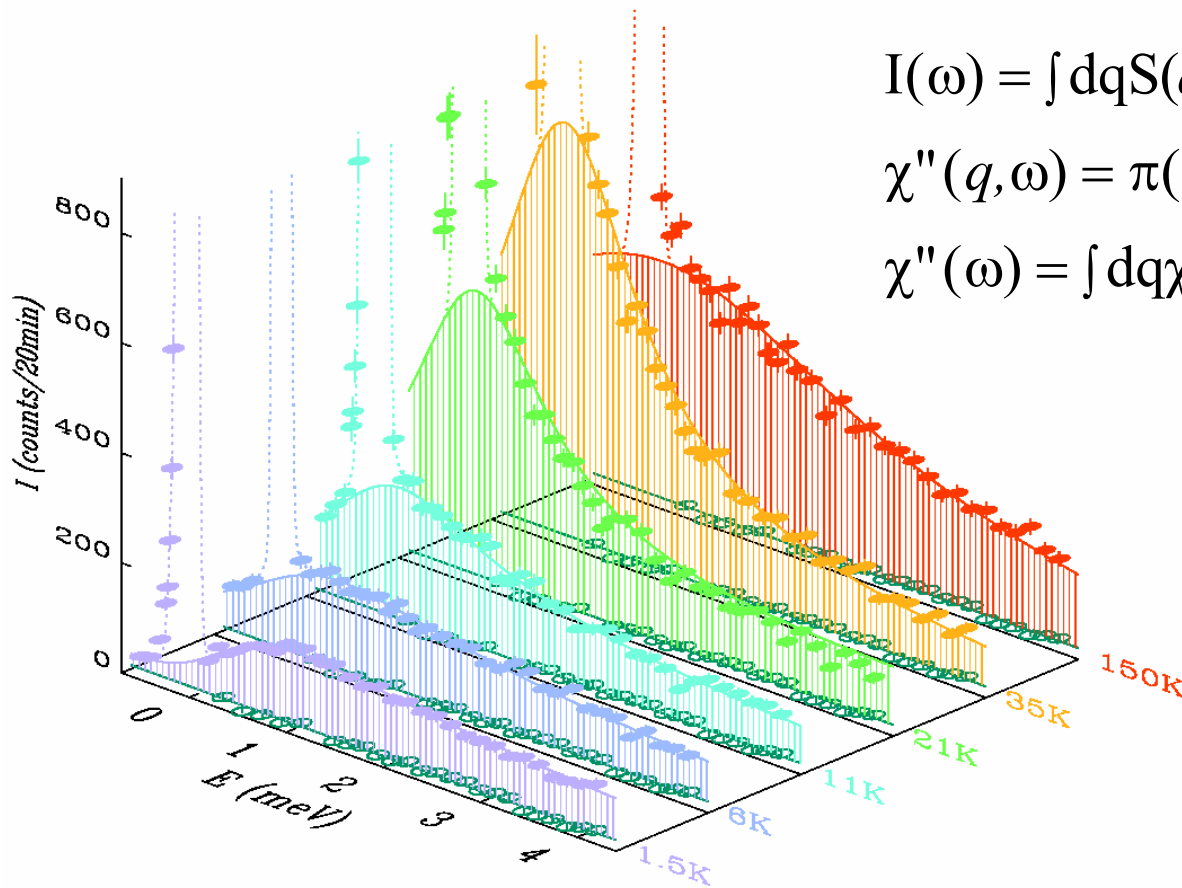 I(ω) = ∫ dqS(
χ"(q,ω) = π(
χ"(ω) = ∫ dqχ
I (counts/20min)
800
600
400
200
0
0
1
2
3
4
E (meV)
1.5K
6K
11K
21K
35K
150K